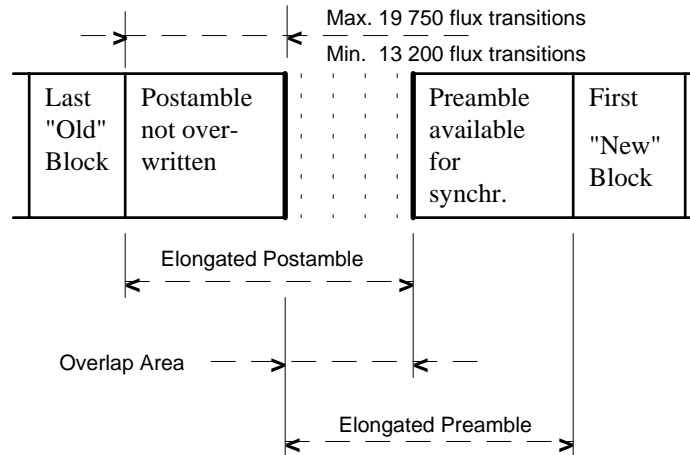 Max. 19 750 flux transitions
Min. 13 200 flux transitions
Last
"Old"
Block
Postamble
not over-
written
Preamble
available
for
synchr.
First
"New"
Block
Elongated Postamble
Overlap Area
Elongated Preamble